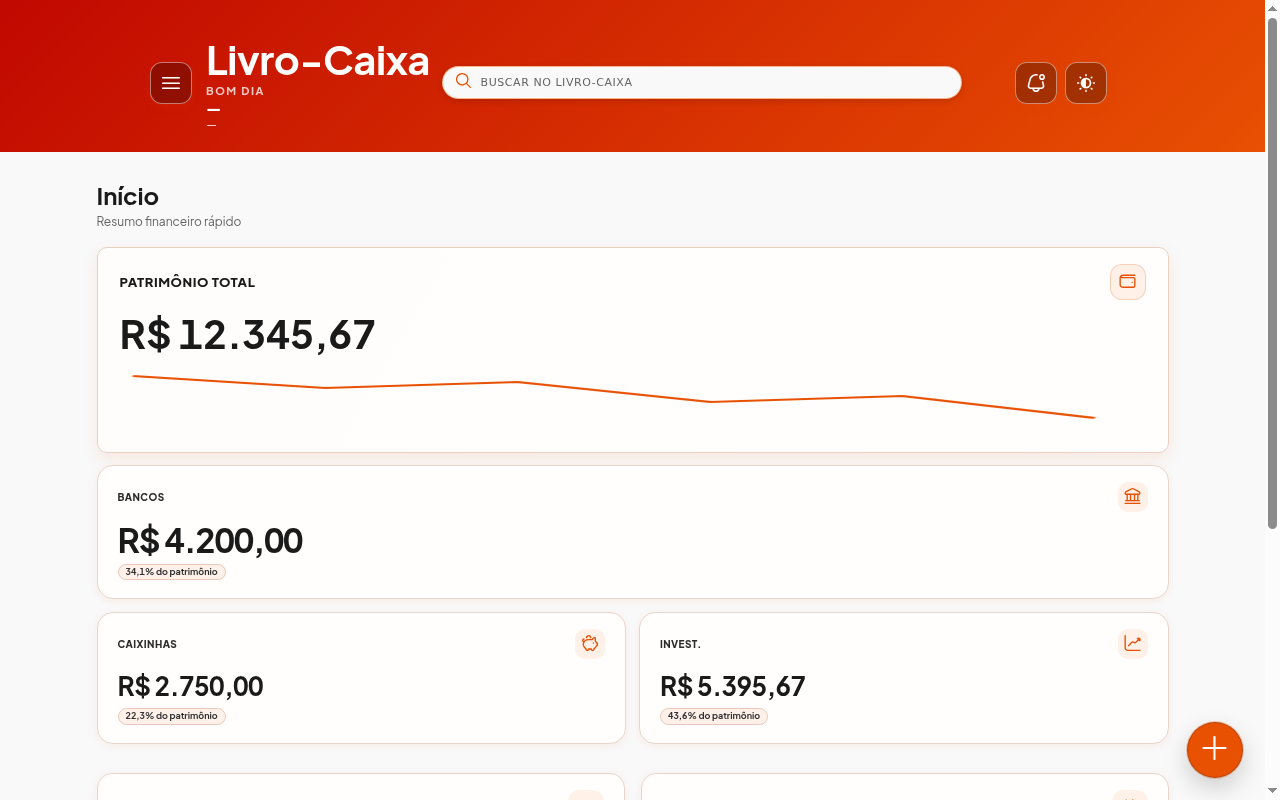 Livro-Caixa
BOM DIA
—
—
BUSCAR NO LIVRO-CAIXA
Início
Resumo financeiro rápido
PATRIMÔNIO TOTAL
R$ 12.345,67
BANCOS
R$ 4.200,00
34,1% do patrimônio
CAIXINHAS
R$ 2.750,00
22,3% do patrimônio
INVEST.
R$ 5.395,67
43,6% do patrimônio